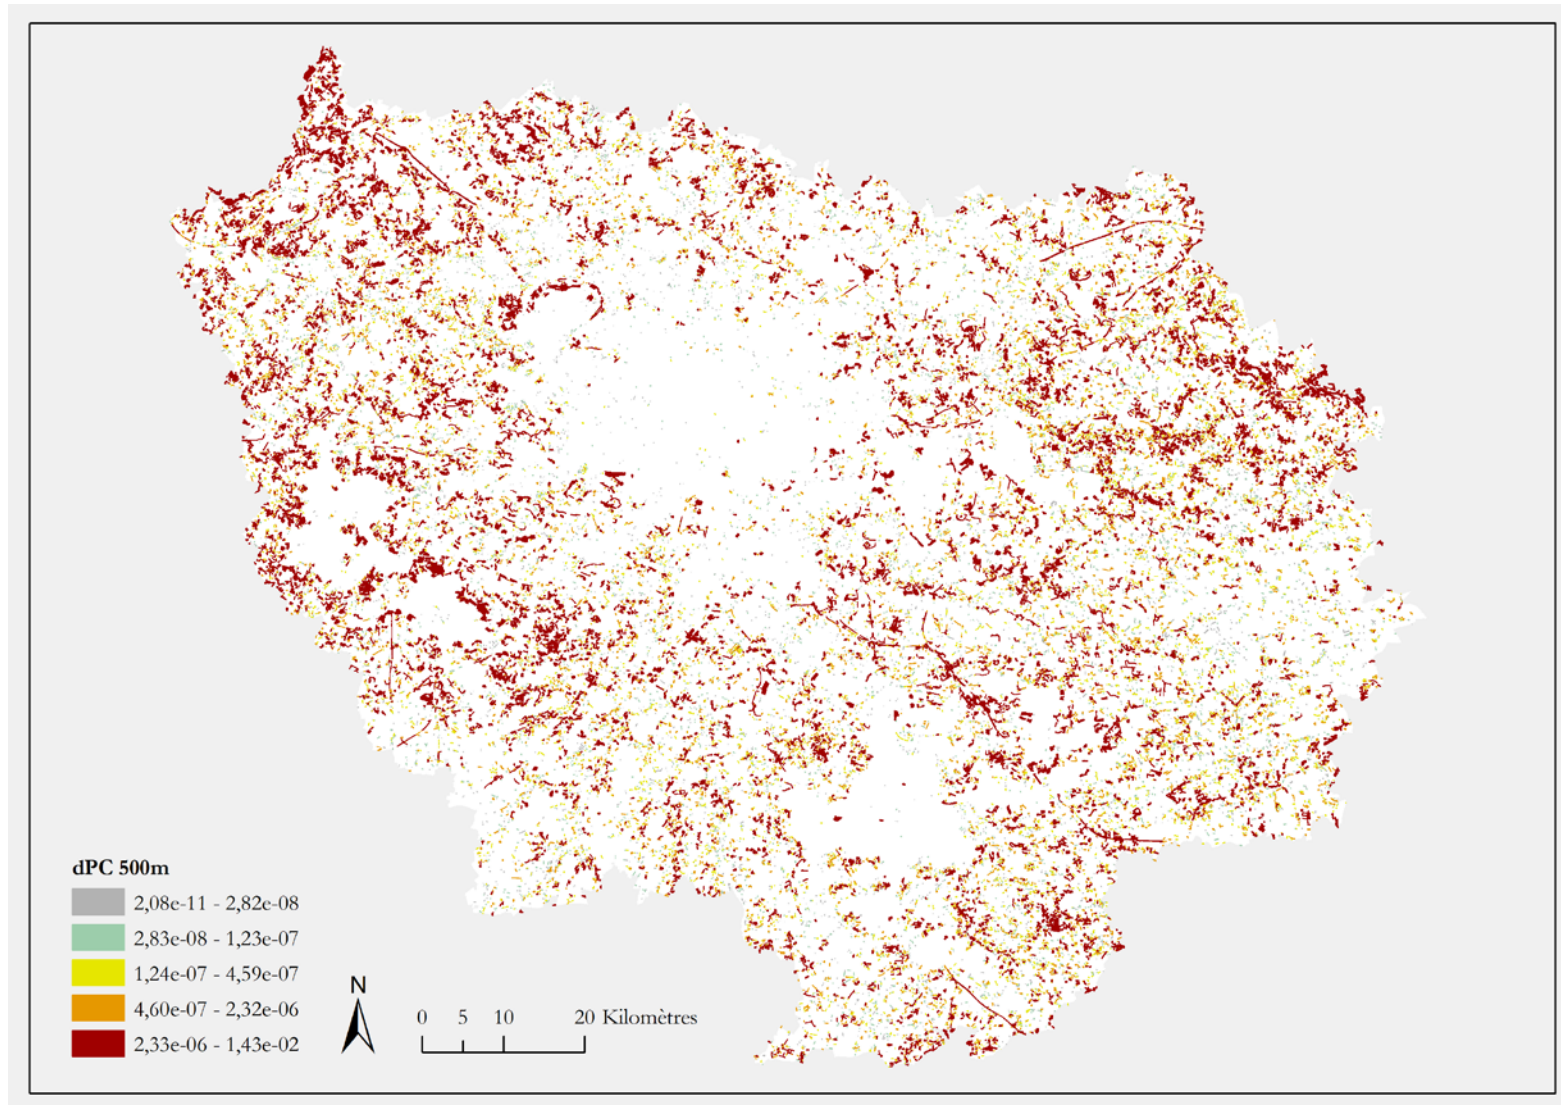 dPC 500m
2,08e-11 - 2,82e-08
2,83e-08 - 1,23e-07
1,24e-07 - 4,59e-07
4,60e-07 - 2,32e-06
2,33e-06 - 1,43e-02
N
0 5 10 20 Kilomètres